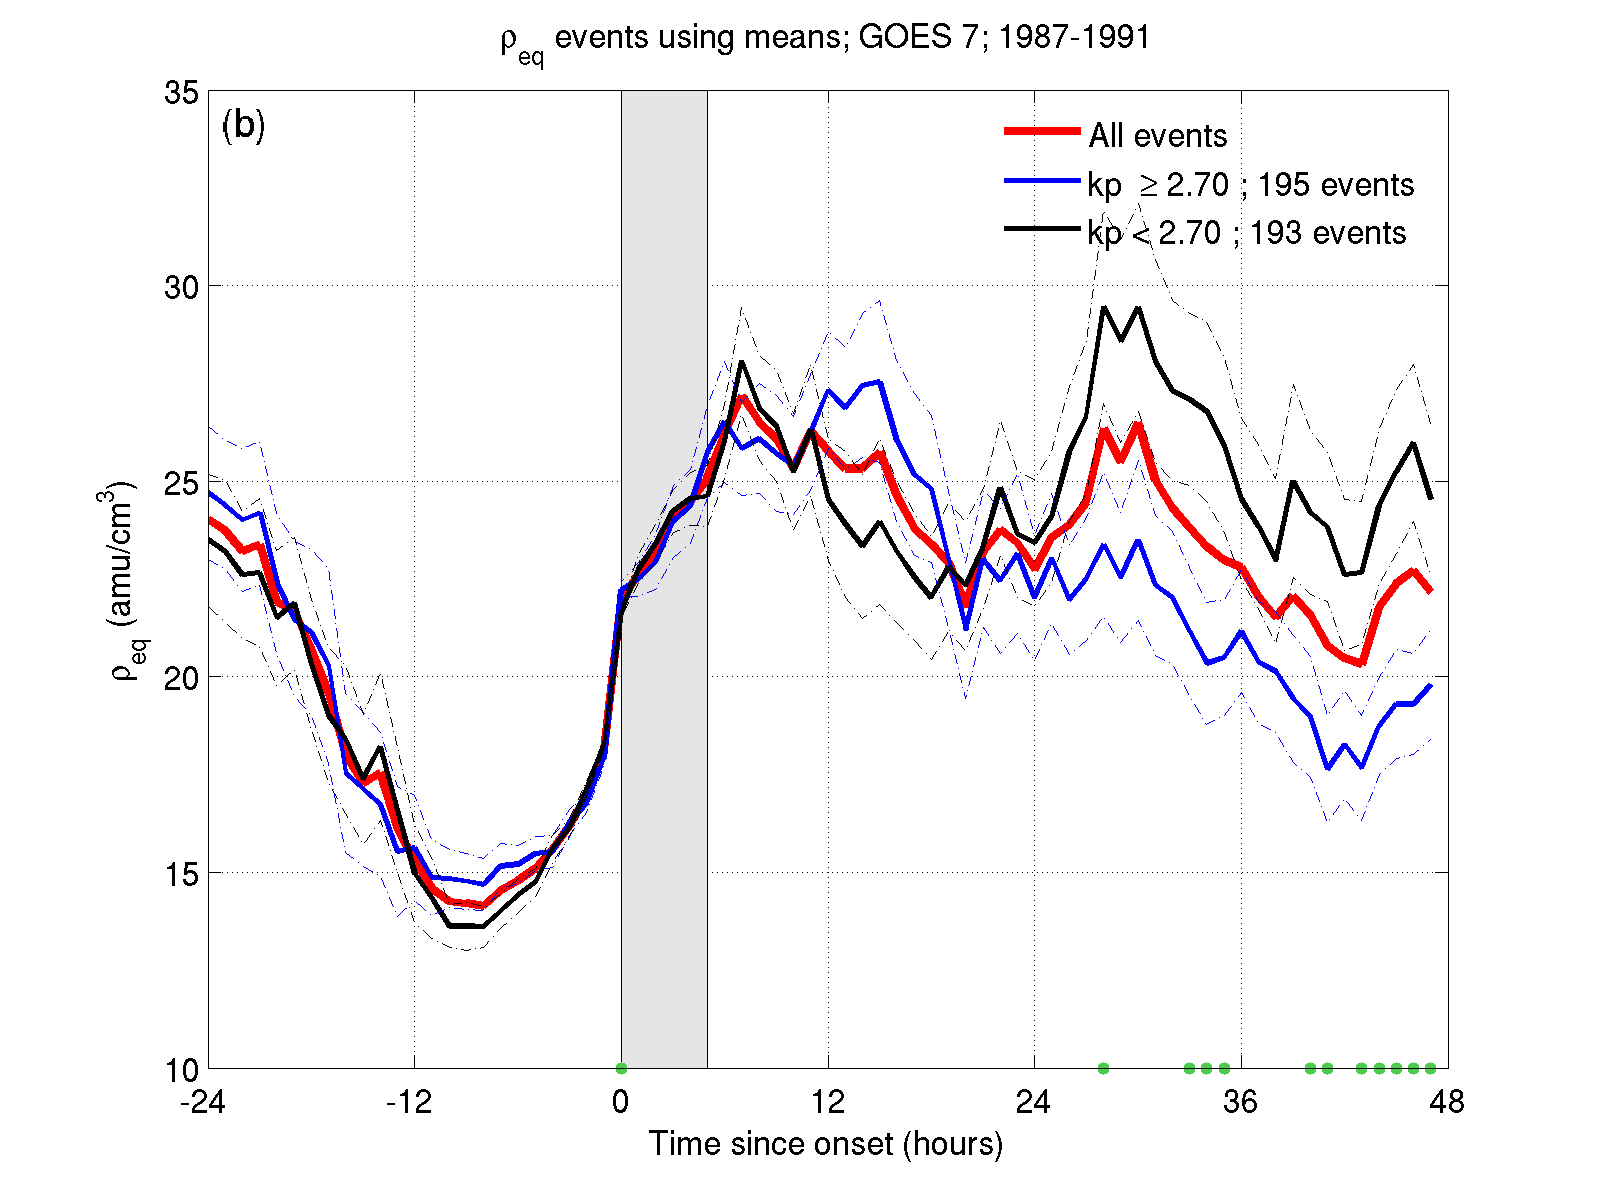 ρeq events using means; GOES 7; 1987-1991
(b)
All events
kp ≥ 2.70 ; 195 events
kp < 2.70 ; 193 events
35
30
25
20
15
10
ρeq (amu/cm³)
-24 -12 0 12 24 36 48
Time since onset (hours)